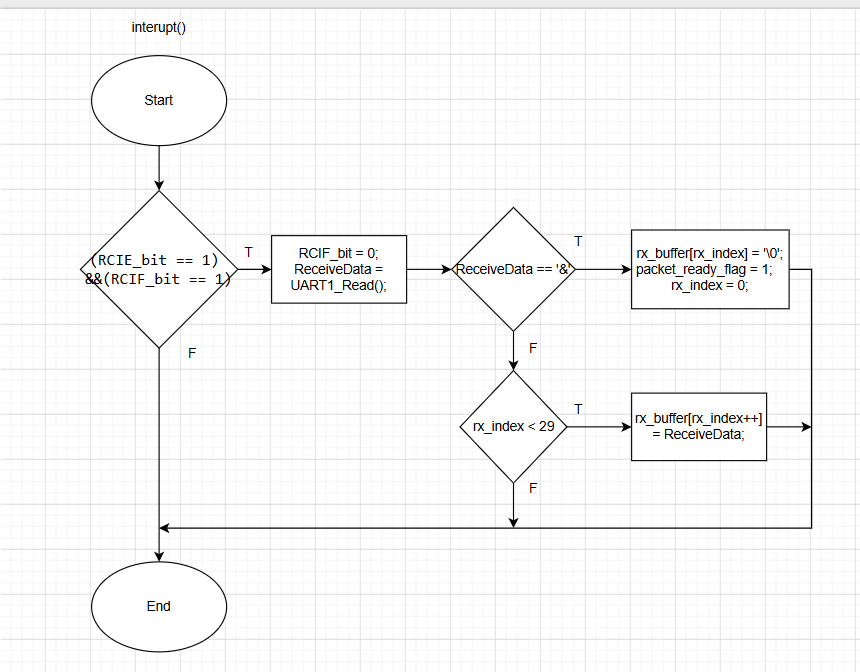 interupt()
Start
(RCIE_bit == 1)
&&(RCIF_bit == 1)
T
RCIF_bit = 0;
ReceiveData =
UART1_Read();
ReceiveData == '&'
T
rx_buffer[rx_index] = '\0';
packet_ready_flag = 1;
rx_index = 0;
F
F
rx_index < 29
T
rx_buffer[rx_index++]
= ReceiveData;
F
End